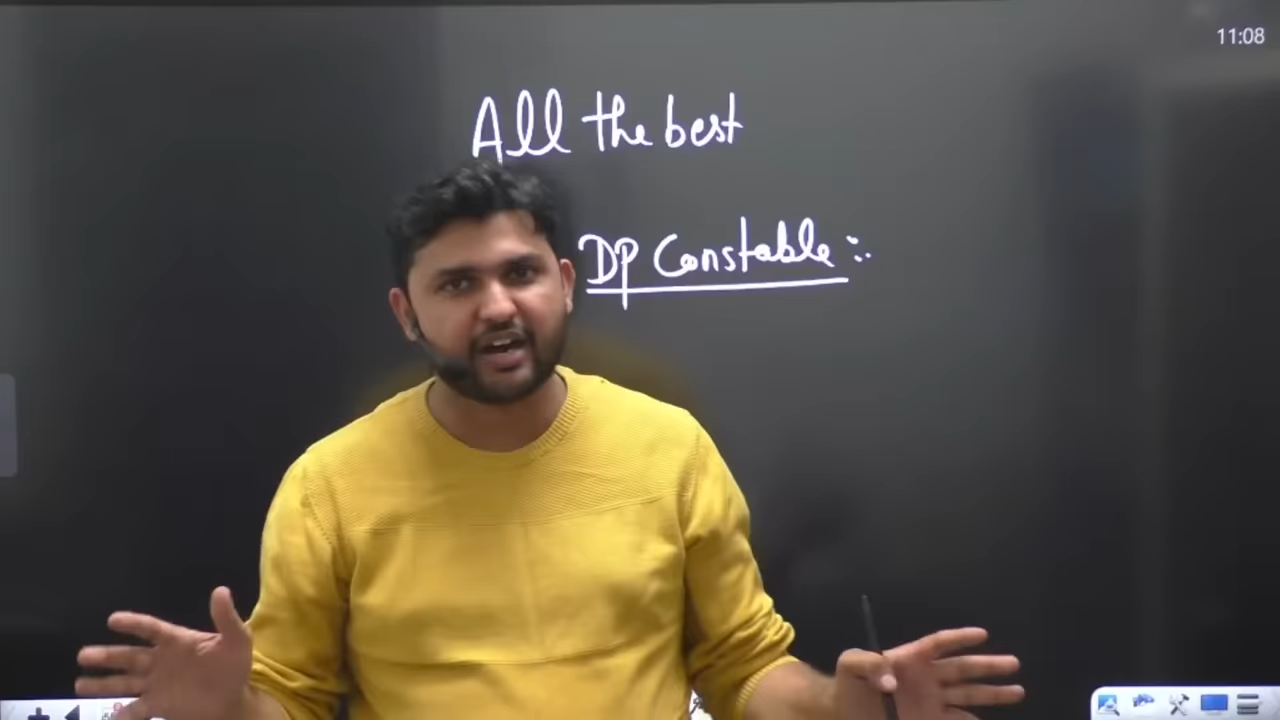 11:08
All the best
DP Constable :-